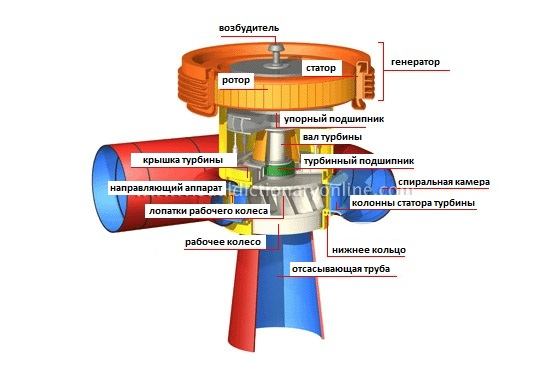 возбудитель
генератор
статор
ротор
упорный подшипник
вал турбины
крышка турбины
турбинный подшипник
направляющий аппарат
спиральная камера
лопатки рабочего колеса
колонны статора турбины
рабочее колесо
нижнее кольцо
отсасывающая труба